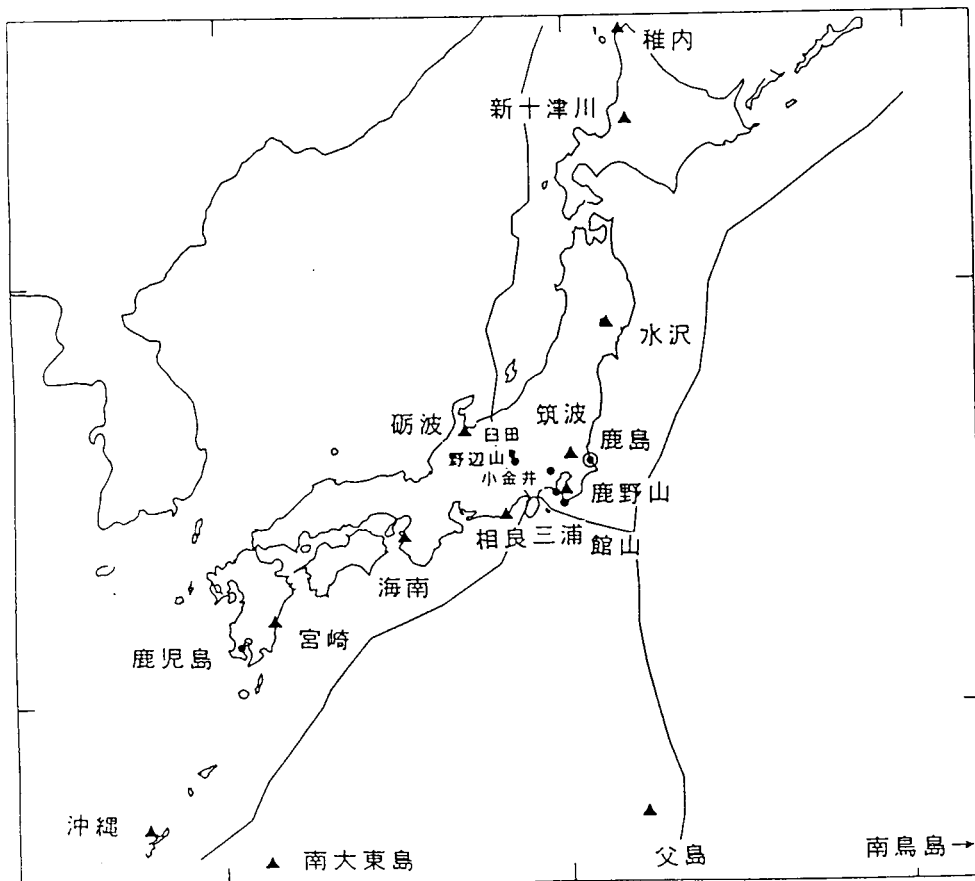 稚内
新十津川
水沢
筑波
砺波
臼田
鹿島
野辺山
小金井
鹿野山
相良
三浦
館山
海南
宮崎
鹿児島
沖縄
南大東島
父島
南鳥島→